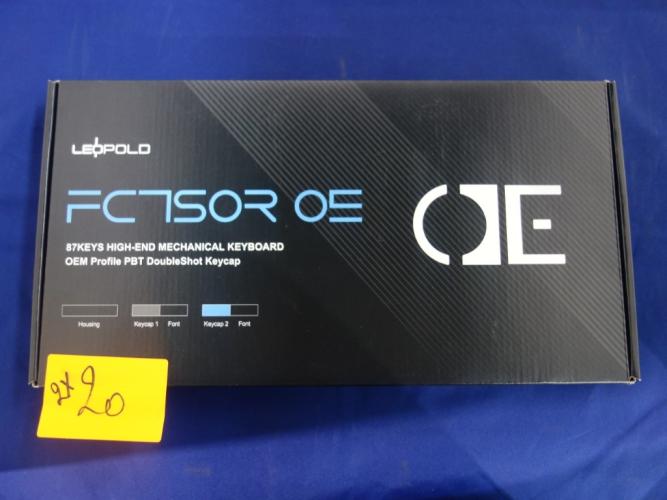 LEOPOLD
FC750R OE
OE
87KEYS HIGH-END MECHANICAL KEYBOARD
OEM Profile PBT DoubleShot Keycap
Housing Keycap 1 Font Keycap 2 Font
2x 20